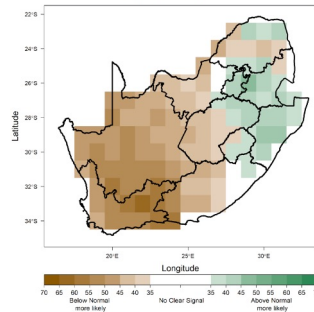 22°S
24°S
26°S
28°S
30°S
32°S
34°S
Latitude
20°E 25°E 30°E
Longitude
70 65 60 55 50 45 40 35 35 40 45 50 55 60 65
Below Normal more likely
No Clear Signal
Above Normal more likely